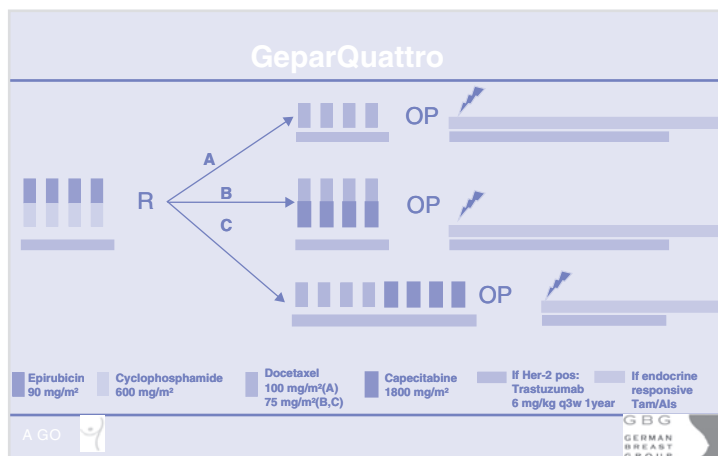 GeparQuattro
OP
A
R
B
OP
C
OP
Epirubicin
90 mg/m²
Cyclophosphamide
600 mg/m²
Docetaxel
100 mg/m²(A)
75 mg/m²(B,C)
Capecitabine
1800 mg/m²
If Her-2 pos:
Trastuzumab
6 mg/kg q3w 1year
If endocrine
responsive
Tam/AIs
A GO
GBG
GERMAN
BREAST
GROUP